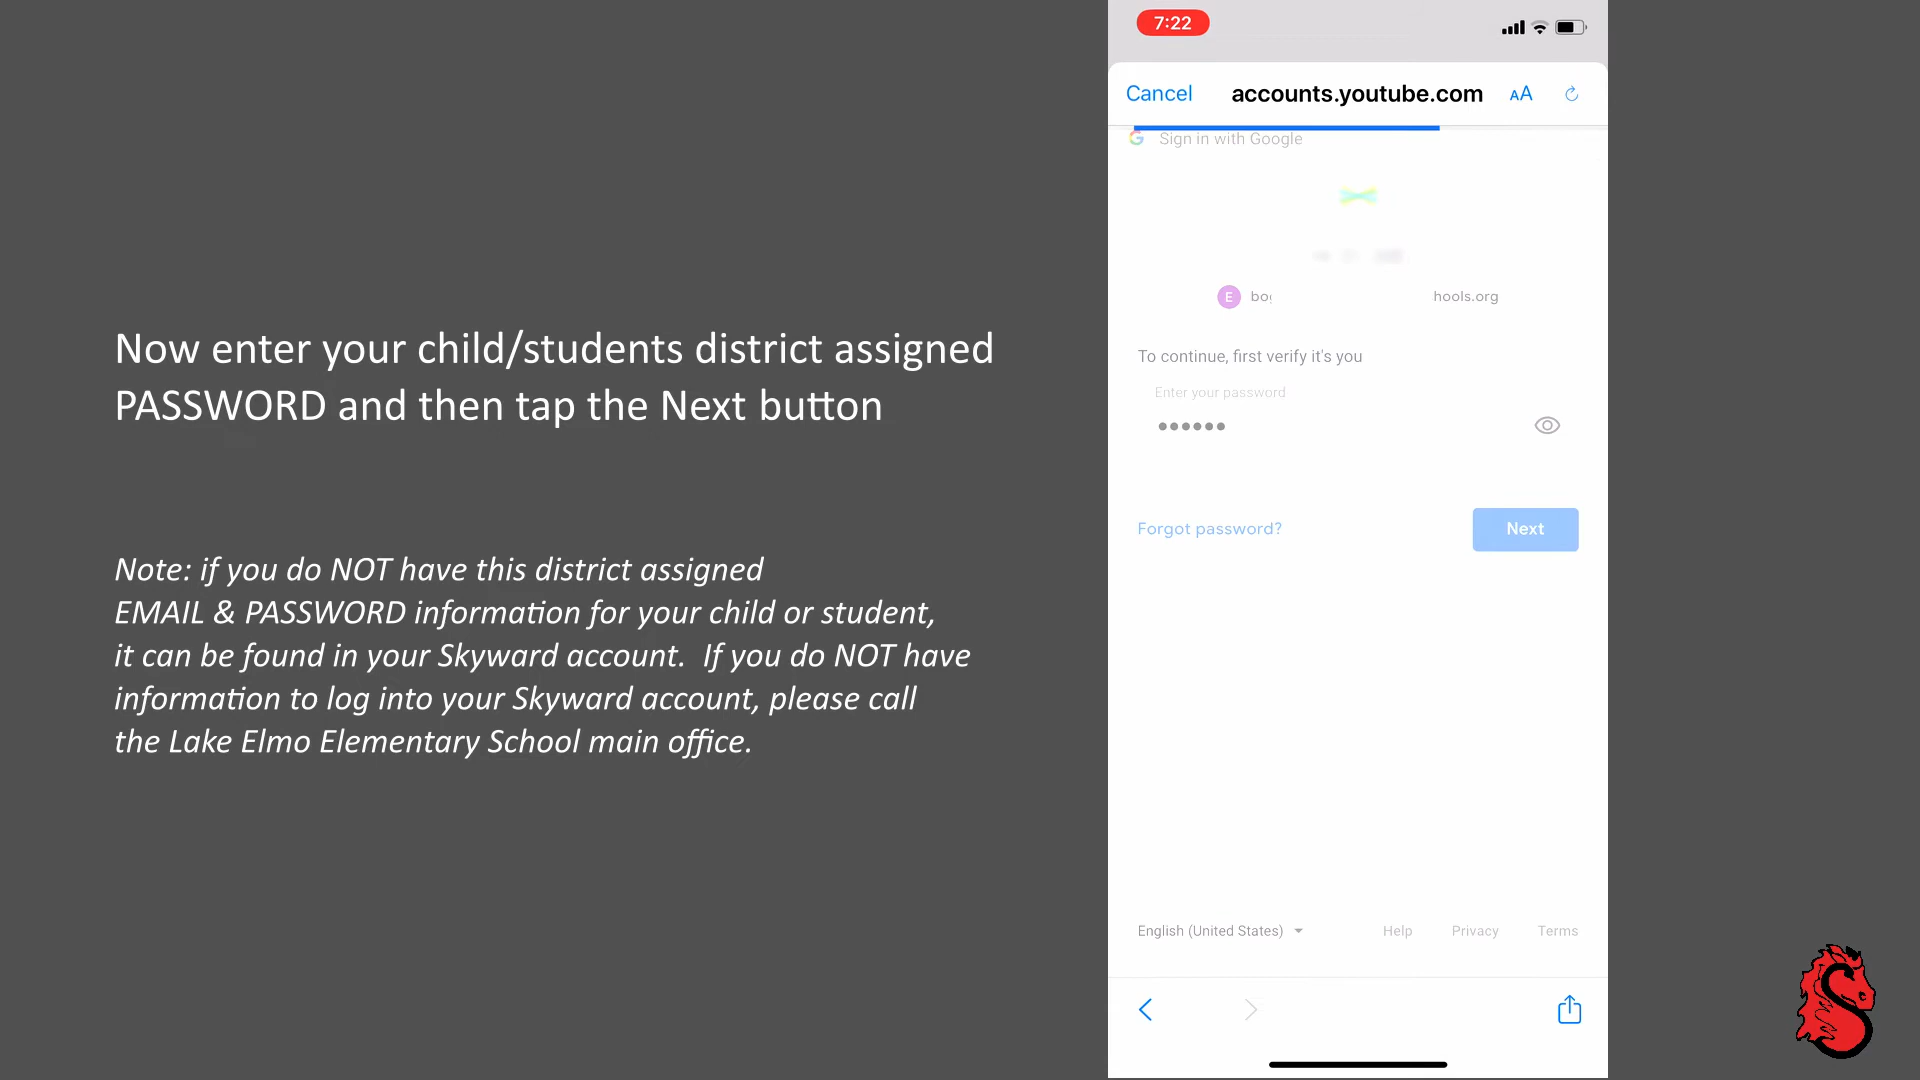 Now enter your child/students district assigned
PASSWORD and then tap the Next button
Note: if you do NOT have this district assigned
EMAIL & PASSWORD information for your child or student,
it can be found in your Skyward account.  If you do NOT have
information to log into your Skyward account, please call
the Lake Elmo Elementary School main office.
7:22
Cancel accounts.youtube.com AA
Sign in with Google
E hools.org
To continue, first verify it's you
Enter your password
••••••
Forgot password? Next
English (United States) Help Privacy Terms